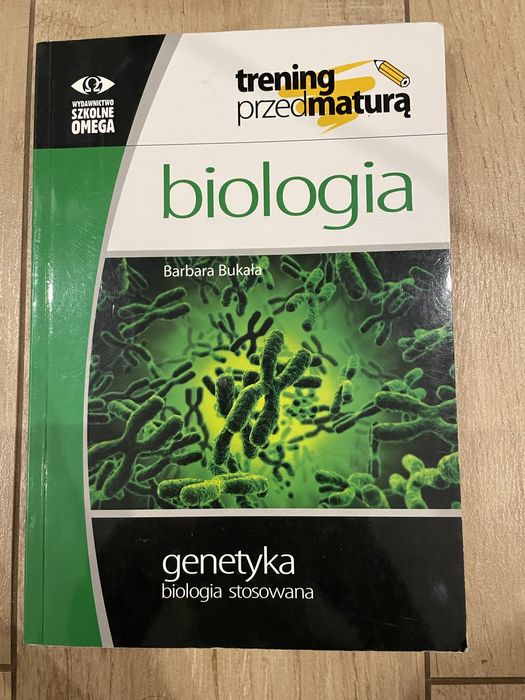 WYDAWNICTWO
SZKOLNE
OMEGA
trening
przedmaturą
biologia
Barbara Bukała
genetyka
biologia stosowana